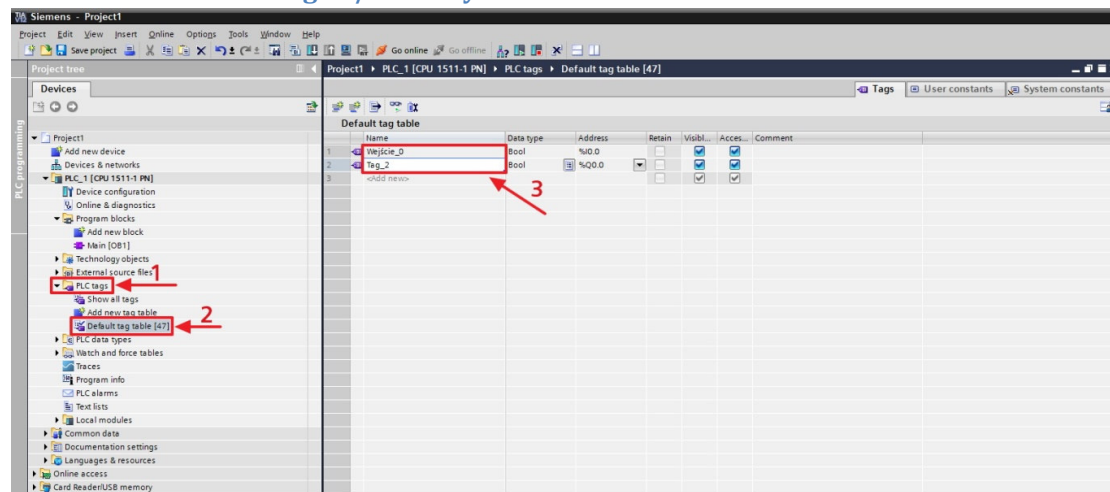 Siemens - Project1
Project Edit View Insert Online Options Tools Window Help
Save project Go online Go offline
Project tree
Project1 PLC_1 [CPU 1511-1 PN] PLC tags Default tag table [47]
Devices
Tags User constants System constants
Default tag table
Name Data type Address Retain Visibl... Acces... Comment
1 Wejście_0 Bool %I0.0
2 Tag_2 Bool %Q0.0
3 <Add new>
PLC programming
Project1
Add new device
Devices & networks
PLC_1 [CPU 1511-1 PN]
Device configuration
Online & diagnostics
Program blocks
Add new block
Main [OB1]
Technology objects
External source files
PLC tags
Show all tags
Add new tag table
Default tag table [47]
PLC data types
Watch and force tables
Traces
Program info
PLC alarms
Text lists
Local modules
Common data
Documentation settings
Languages & resources
Online access
Card Reader/USB memory
1
2
3